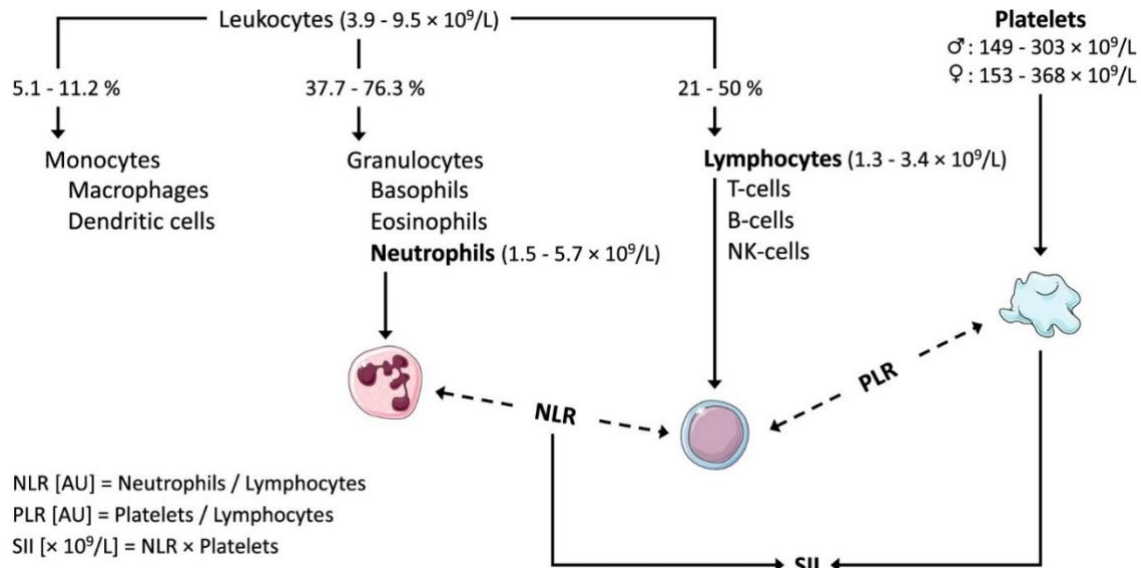 Leukocytes (3.9 - 9.5 × 10⁹/L)
Platelets
♂: 149 - 303 × 10⁹/L
♀: 153 - 368 × 10⁹/L
5.1 - 11.2 %
37.7 - 76.3 %
21 - 50 %
Monocytes
Macrophages
Dendritic cells
Granulocytes
Basophils
Eosinophils
Neutrophils (1.5 - 5.7 × 10⁹/L)
Lymphocytes (1.3 - 3.4 × 10⁹/L)
T-cells
B-cells
NK-cells
NLR
PLR
NLR [AU] = Neutrophils / Lymphocytes
PLR [AU] = Platelets / Lymphocytes
SII [× 10⁹/L] = NLR × Platelets
SII